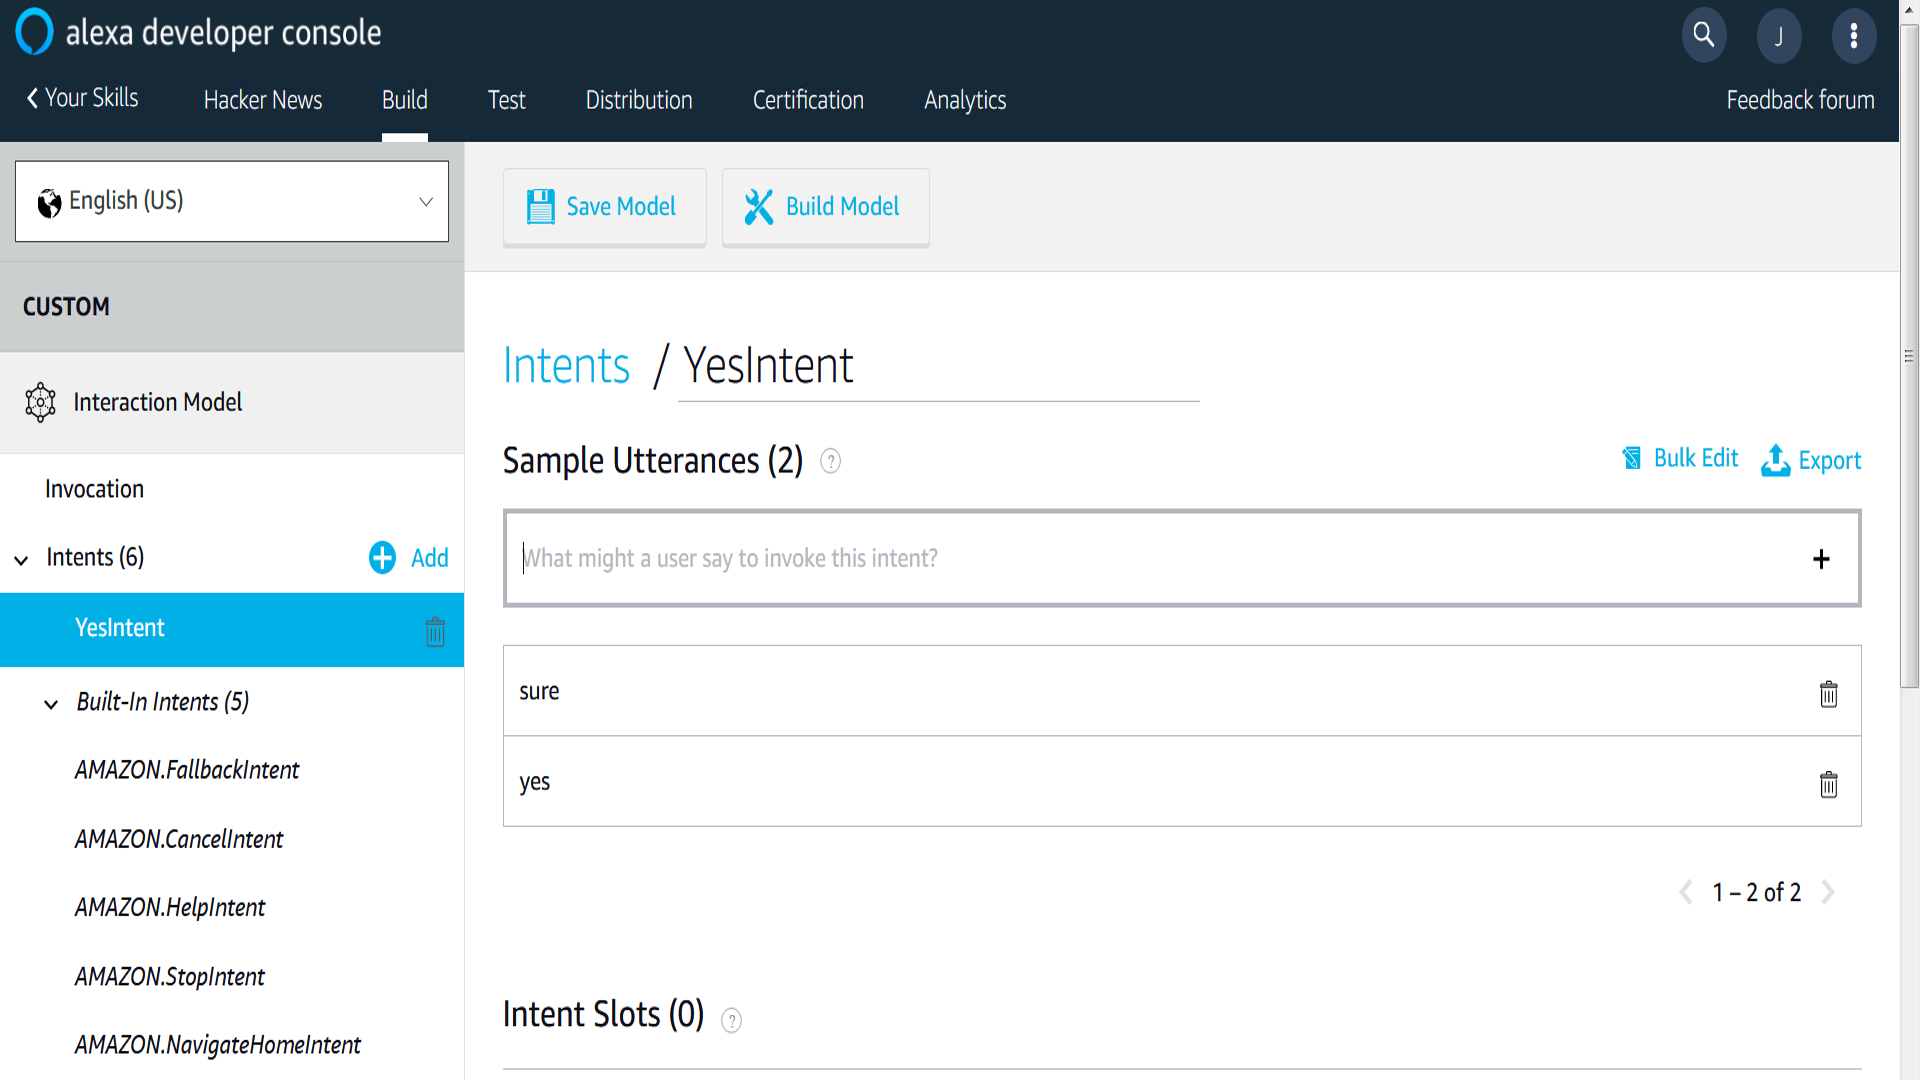 alexa developer console
J
Your Skills
Hacker News
Build
Test
Distribution
Certification
Analytics
Feedback forum
English (US)
Save Model
Build Model
CUSTOM
Interaction Model
Invocation
Intents (6)
Add
YesIntent
Built-In Intents (5)
AMAZON.FallbackIntent
AMAZON.CancelIntent
AMAZON.HelpIntent
AMAZON.StopIntent
AMAZON.NavigateHomeIntent
Intents / YesIntent
Sample Utterances (2) ?
Bulk Edit
Export
What might a user say to invoke this intent?
sure
yes
1 – 2 of 2
Intent Slots (0) ?